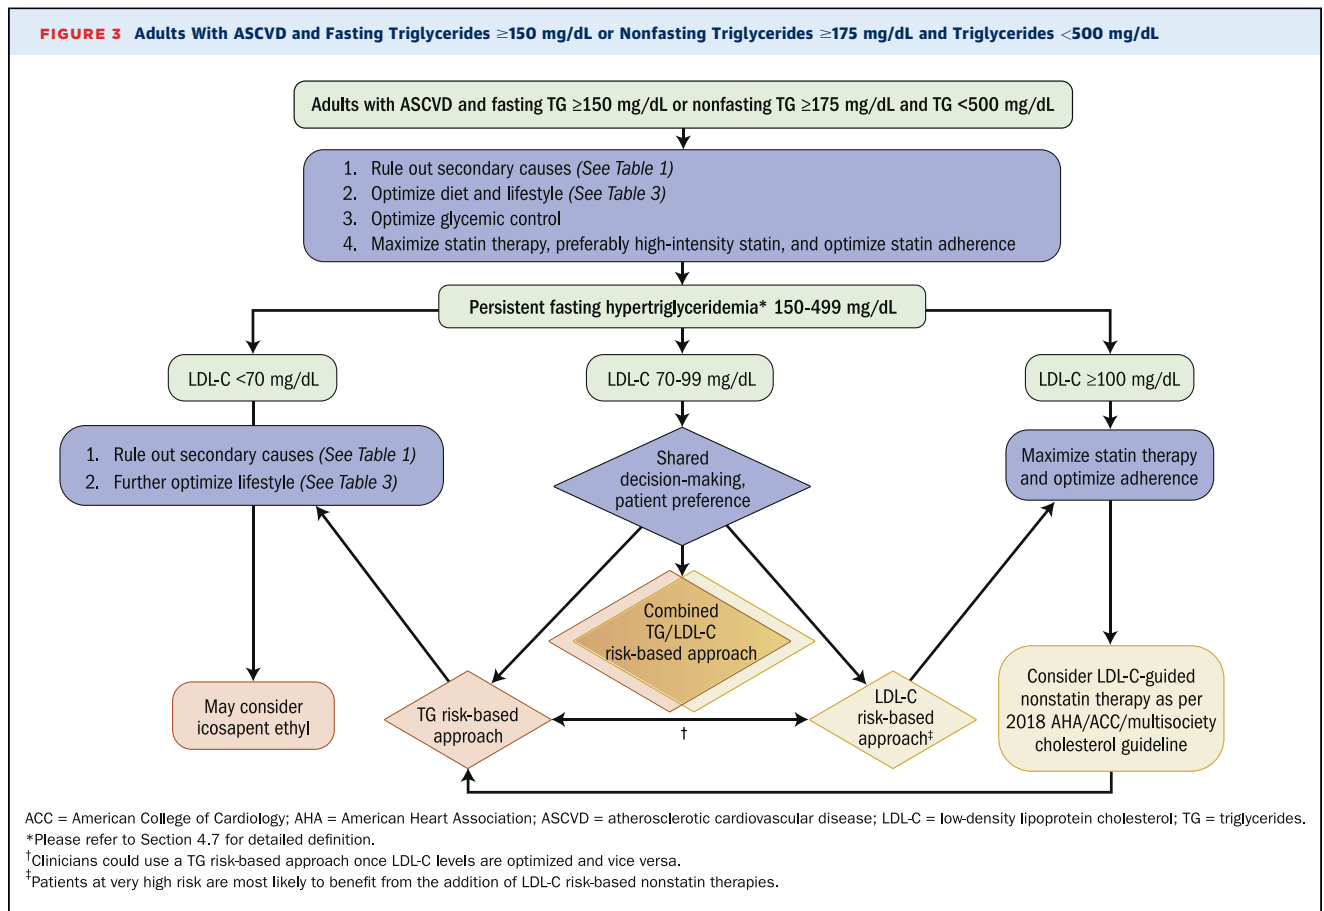 FIGURE 3 Adults With ASCVD and Fasting Triglycerides ≥150 mg/dL or Nonfasting Triglycerides ≥175 mg/dL and Triglycerides <500 mg/dL
Adults with ASCVD and fasting TG ≥150 mg/dL or nonfasting TG ≥175 mg/dL and TG <500 mg/dL
1. Rule out secondary causes (See Table 1)
2. Optimize diet and lifestyle (See Table 3)
3. Optimize glycemic control
4. Maximize statin therapy, preferably high-intensity statin, and optimize statin adherence
Persistent fasting hypertriglyceridemia* 150-499 mg/dL
LDL-C <70 mg/dL
LDL-C 70-99 mg/dL
LDL-C ≥100 mg/dL
1. Rule out secondary causes (See Table 1)
2. Further optimize lifestyle (See Table 3)
Shared
decision-making,
patient preference
Maximize statin therapy
and optimize adherence
Combined
TG/LDL-C
risk-based approach
May consider
icosapent ethyl
TG risk-based
approach
†
LDL-C
risk-based
approach‡
Consider LDL-C-guided
nonstatin therapy as per
2018 AHA/ACC/multisociety
cholesterol guideline
ACC = American College of Cardiology; AHA = American Heart Association; ASCVD = atherosclerotic cardiovascular disease; LDL-C = low-density lipoprotein cholesterol; TG = triglycerides.
*Please refer to Section 4.7 for detailed definition.
†Clinicians could use a TG risk-based approach once LDL-C levels are optimized and vice versa.
‡Patients at very high risk are most likely to benefit from the addition of LDL-C risk-based nonstatin therapies.